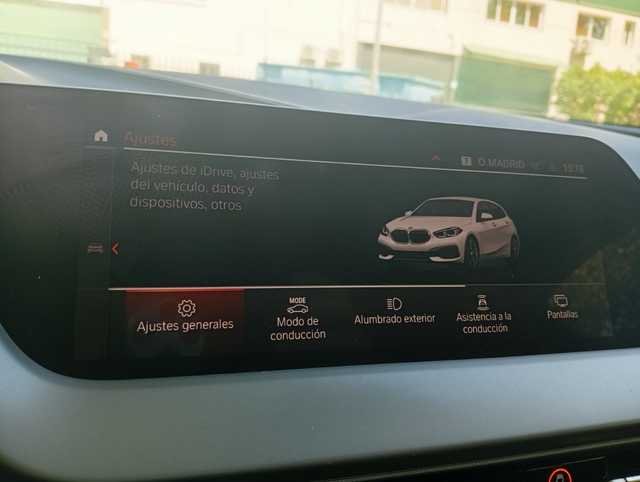 Ajustes
O MADRID
Ajustes de iDrive, ajustes
del vehículo, datos y
dispositivos, otros
Ajustes generales
MODE
Modo de
conducción
Alumbrado exterior
Asistencia a la
conducción
Pantallas